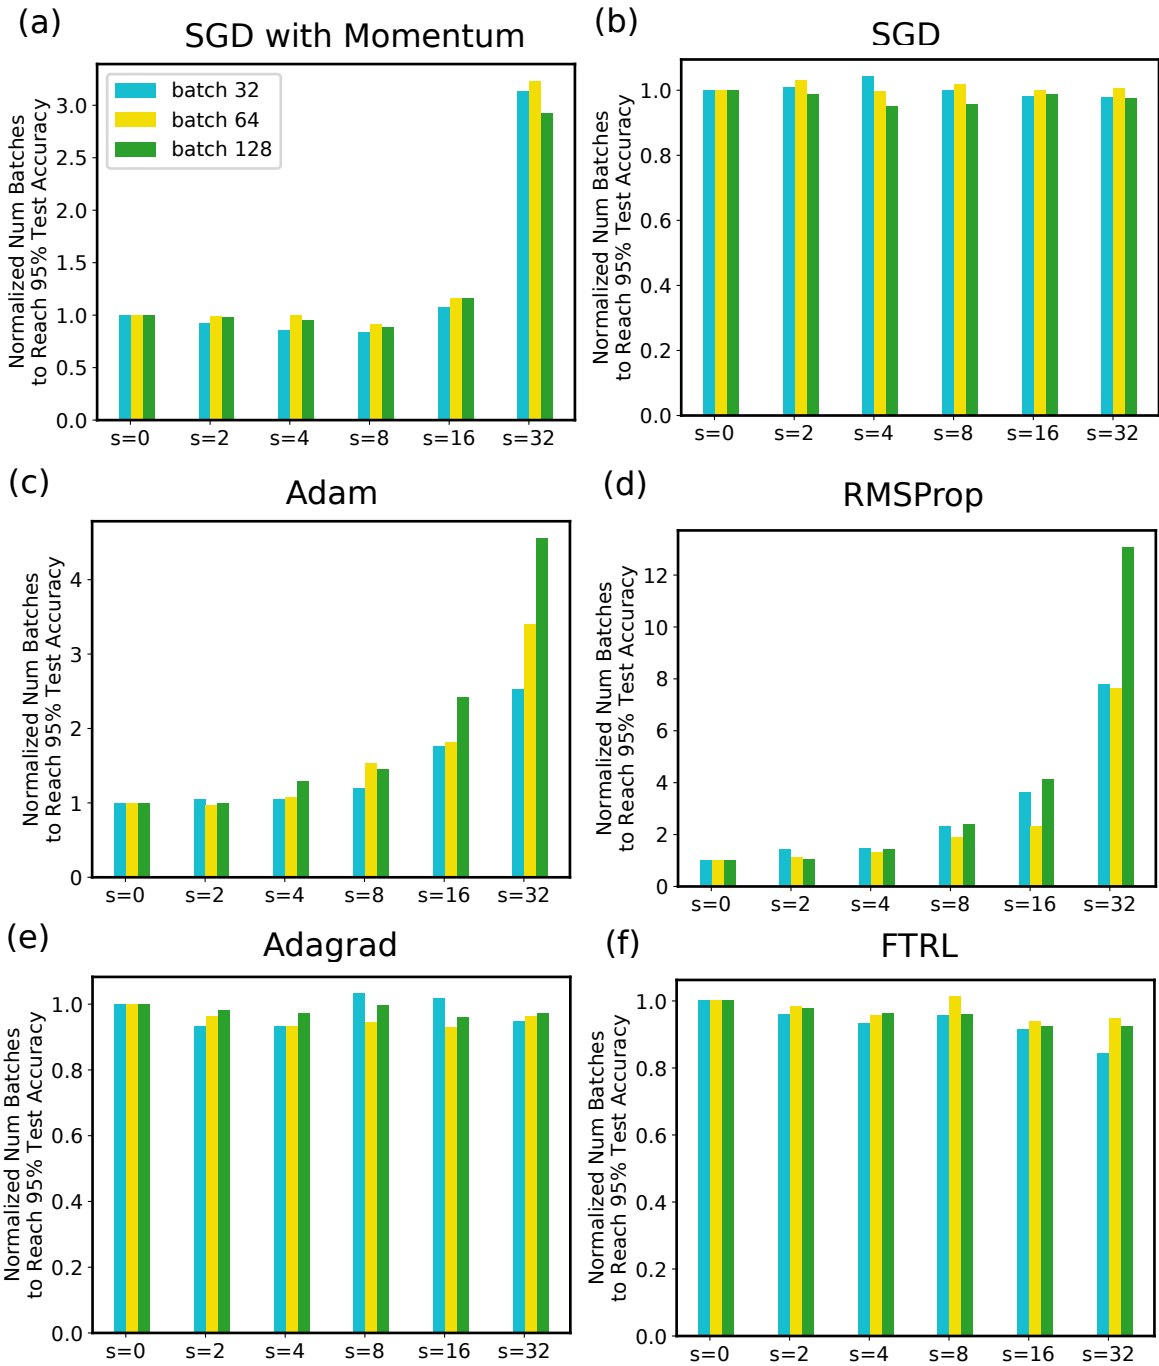 (a)
SGD with Momentum
Normalized Num Batches
to Reach 95% Test Accuracy
3.0
2.5
2.0
1.5
1.0
0.5
0.0
batch 32
batch 64
batch 128
s=0 s=2 s=4 s=8 s=16 s=32
(b)
SGD
Normalized Num Batches
to Reach 95% Test Accuracy
1.0
0.8
0.6
0.4
0.2
0.0
s=0 s=2 s=4 s=8 s=16 s=32
(c)
Adam
Normalized Num Batches
to Reach 95% Test Accuracy
4
3
2
1
0
s=0 s=2 s=4 s=8 s=16 s=32
(d)
RMSProp
Normalized Num Batches
to Reach 95% Test Accuracy
12
10
8
6
4
2
0
s=0 s=2 s=4 s=8 s=16 s=32
(e)
Adagrad
Normalized Num Batches
to Reach 95% Test Accuracy
1.0
0.8
0.6
0.4
0.2
0.0
s=0 s=2 s=4 s=8 s=16 s=32
(f)
FTRL
Normalized Num Batches
to Reach 95% Test Accuracy
1.0
0.8
0.6
0.4
0.2
0.0
s=0 s=2 s=4 s=8 s=16 s=32